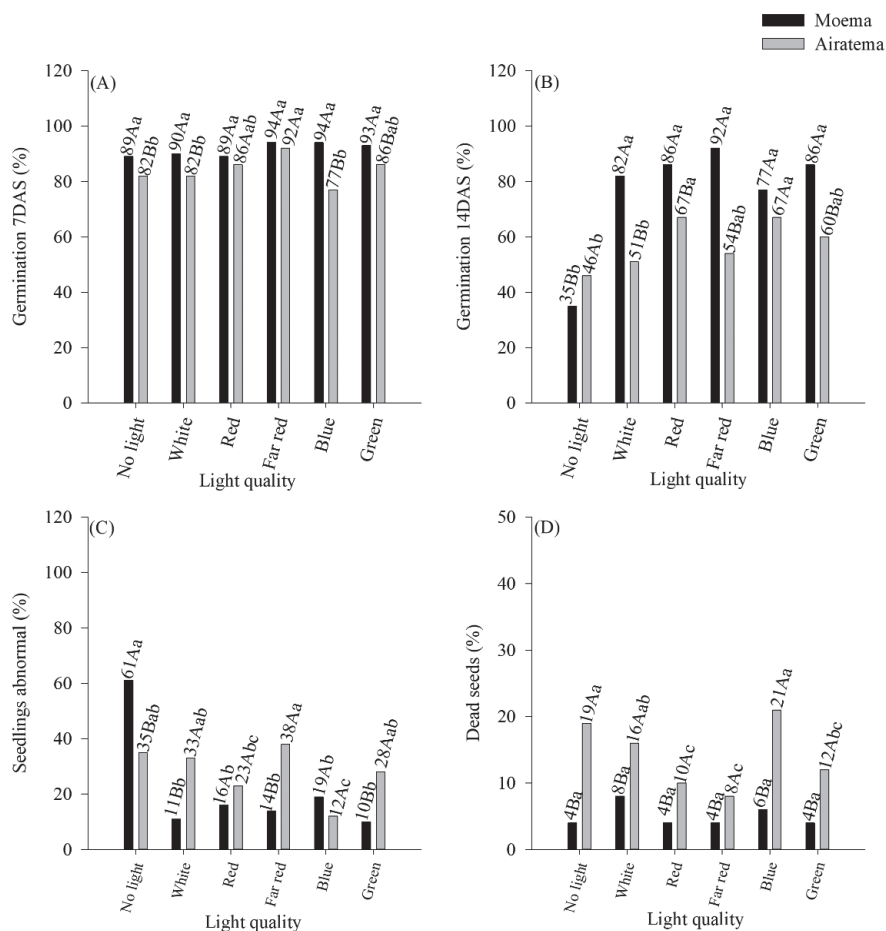 Moema
Airatema
(A)
120
100
80
60
40
20
0
Germination 7DAS (%)
89Aa
82Bb
90Aa
82Bb
89Aa
86Aab
94Aa
92Aa
94Aa
77Bb
93Aa
86Bab
No light
White
Red
Far red
Blue
Green
Light quality
(B)
120
100
80
60
40
20
0
Germination 14DAS (%)
35Bb
46Ab
82Aa
51Bb
86Aa
67Ba
92Aa
54Bab
77Aa
67Aa
86Aa
60Bab
No light
White
Red
Far red
Blue
Green
Light quality
(C)
120
100
80
60
40
20
0
Seedlings abnormal (%)
61Aa
35Bab
11Bb
33Aab
16Ab
23Abc
14Bb
38Aa
19Ab
12Ac
10Bb
28Aab
No light
White
Red
Far red
Blue
Green
Light quality
(D)
50
40
30
20
10
0
Dead seeds (%)
4Ba
19Aa
8Ba
16Aab
4Ba
10Ac
4Ba
8Ac
6Ba
21Aa
4Ba
12Abc
No light
White
Red
Far red
Blue
Green
Light quality